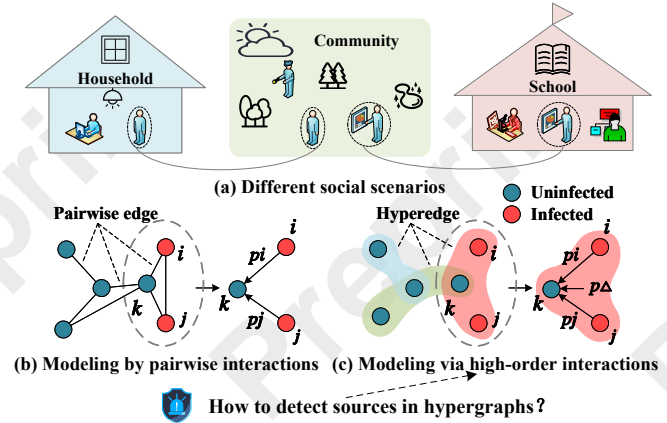 Household
Community
School
(a) Different social scenarios
Uninfected
Infected
Pairwise edge
i
k
j
k
i
pi
pj
j
Hyperedge
i
k
j
i
pi
p▲
k
pj
j
(b) Modeling by pairwise interactions
(c) Modeling via high-order interactions
How to detect sources in hypergraphs?
Preprint